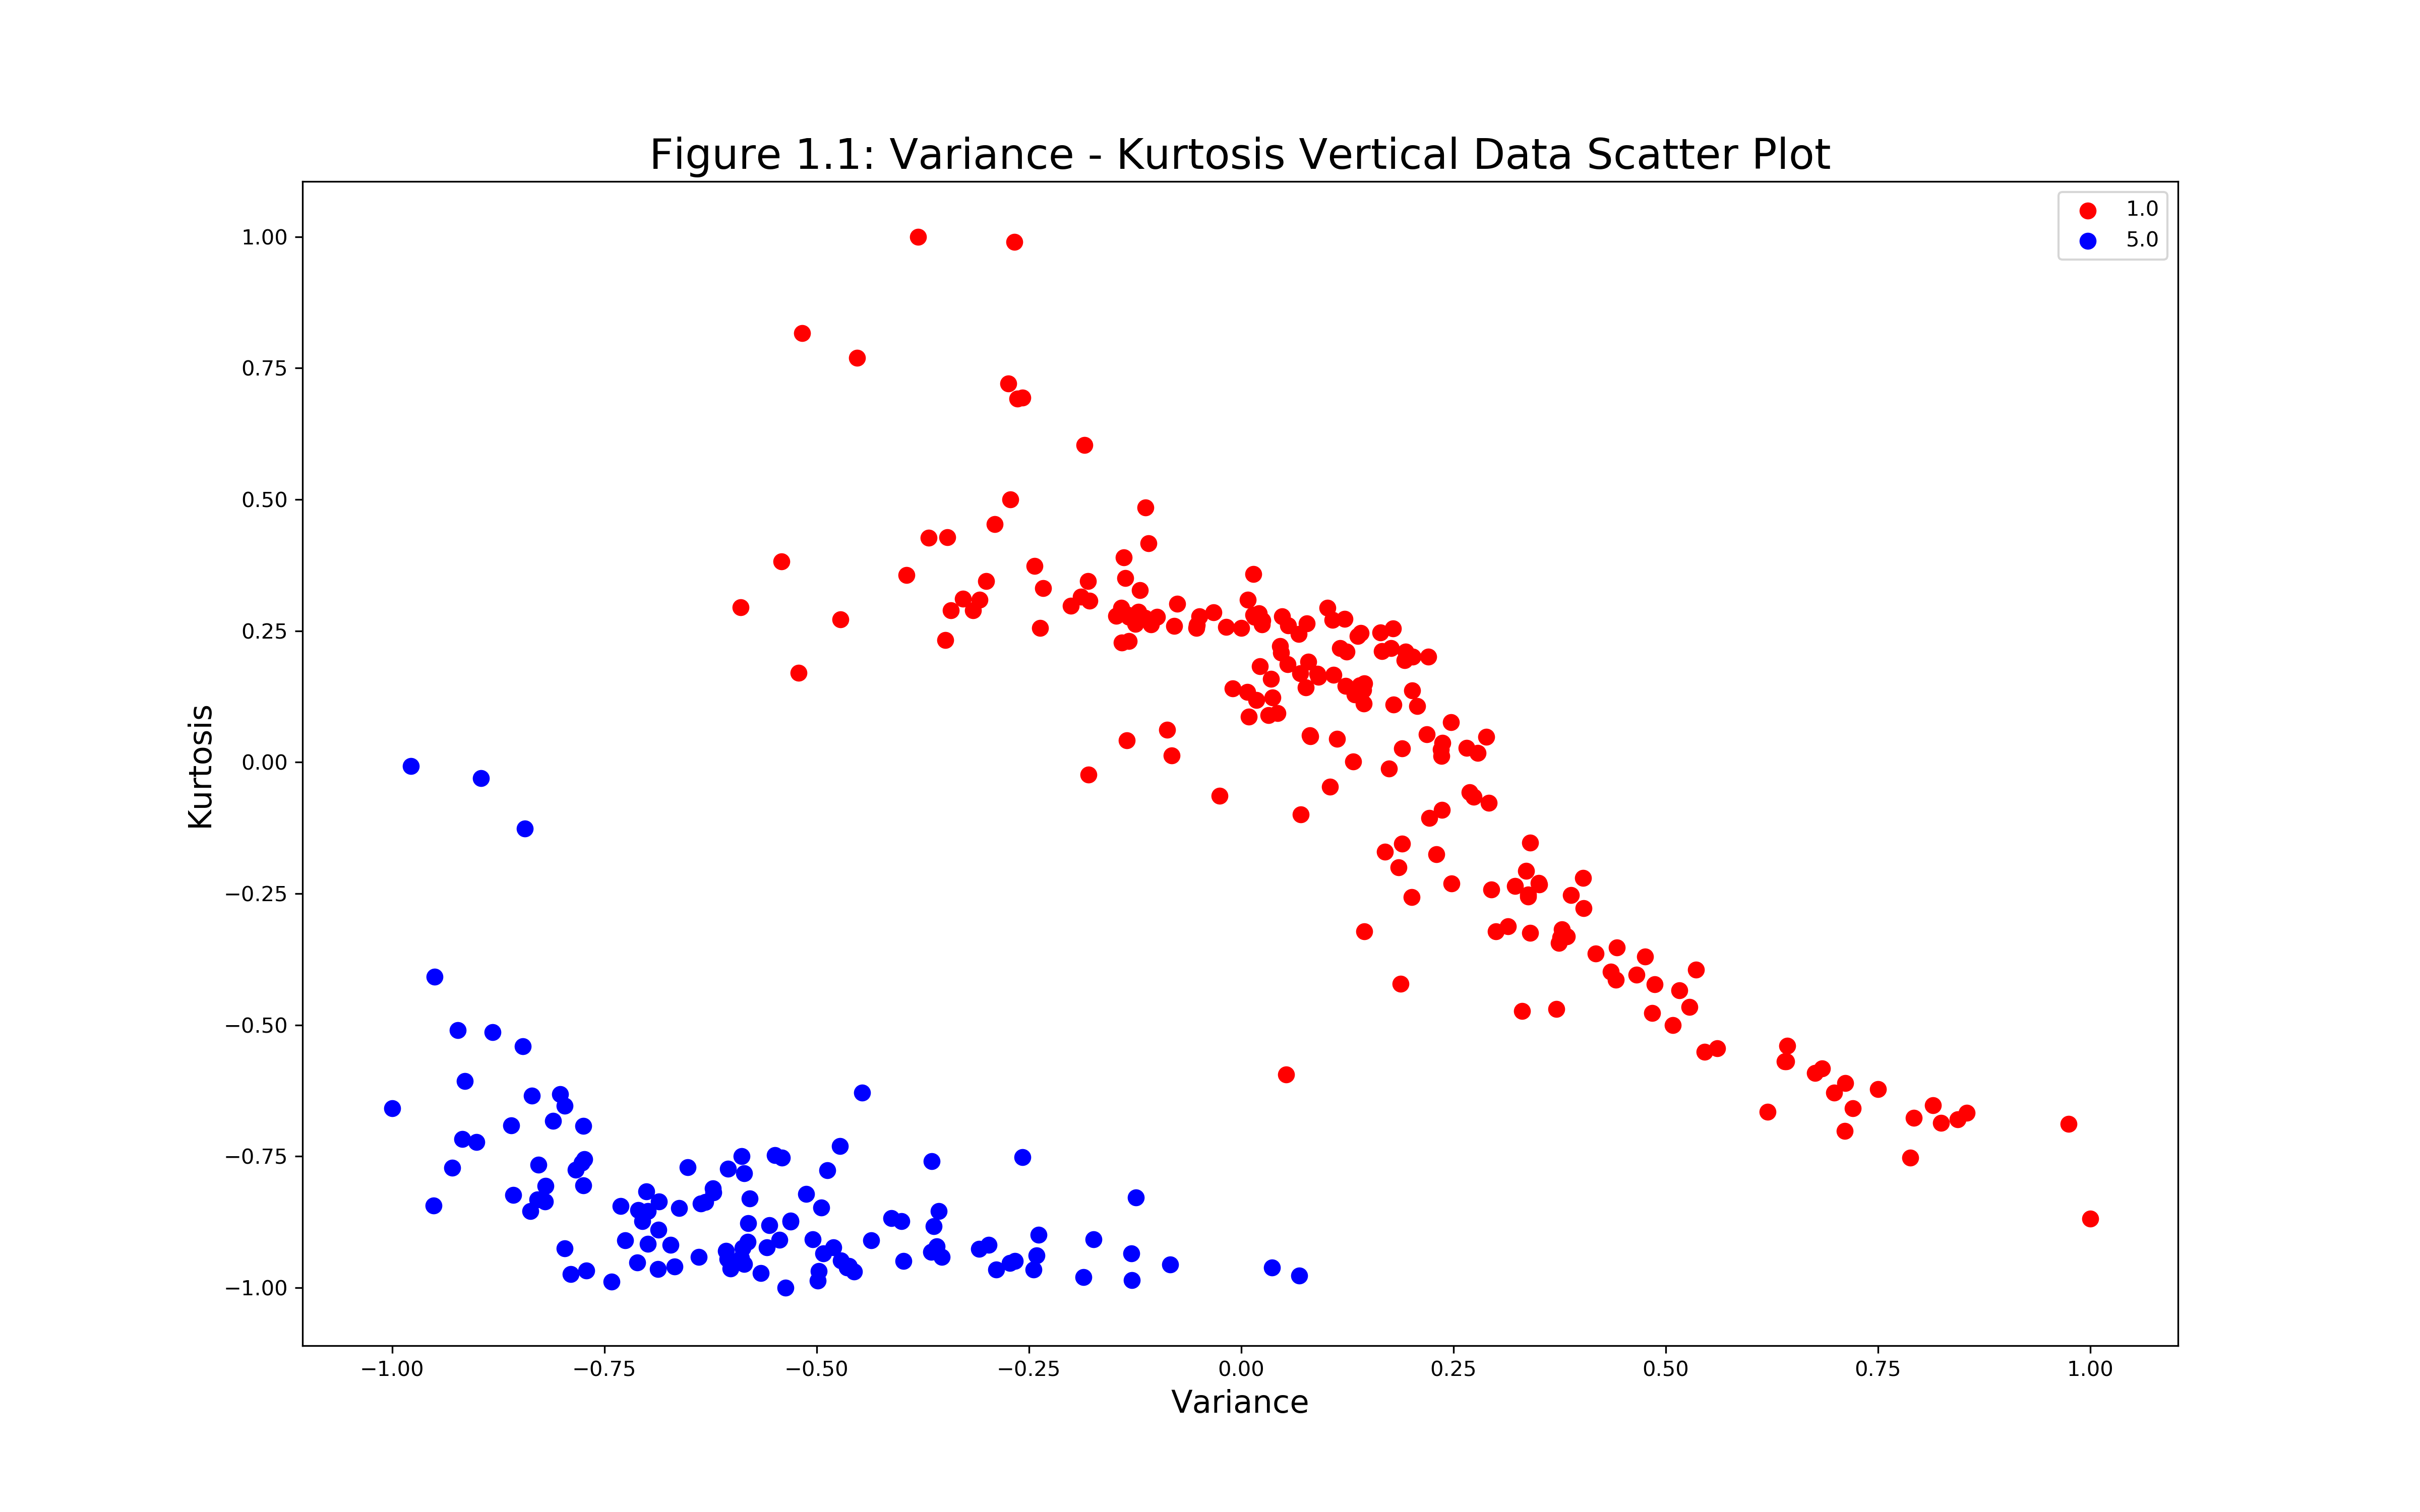 Figure 1.1: Variance - Kurtosis Vertical Data Scatter Plot
1.0
5.0
1.00
0.75
0.50
0.25
0.00
−0.25
−0.50
−0.75
−1.00
Kurtosis
−1.00 −0.75 −0.50 −0.25 0.00 0.25 0.50 0.75 1.00
Variance